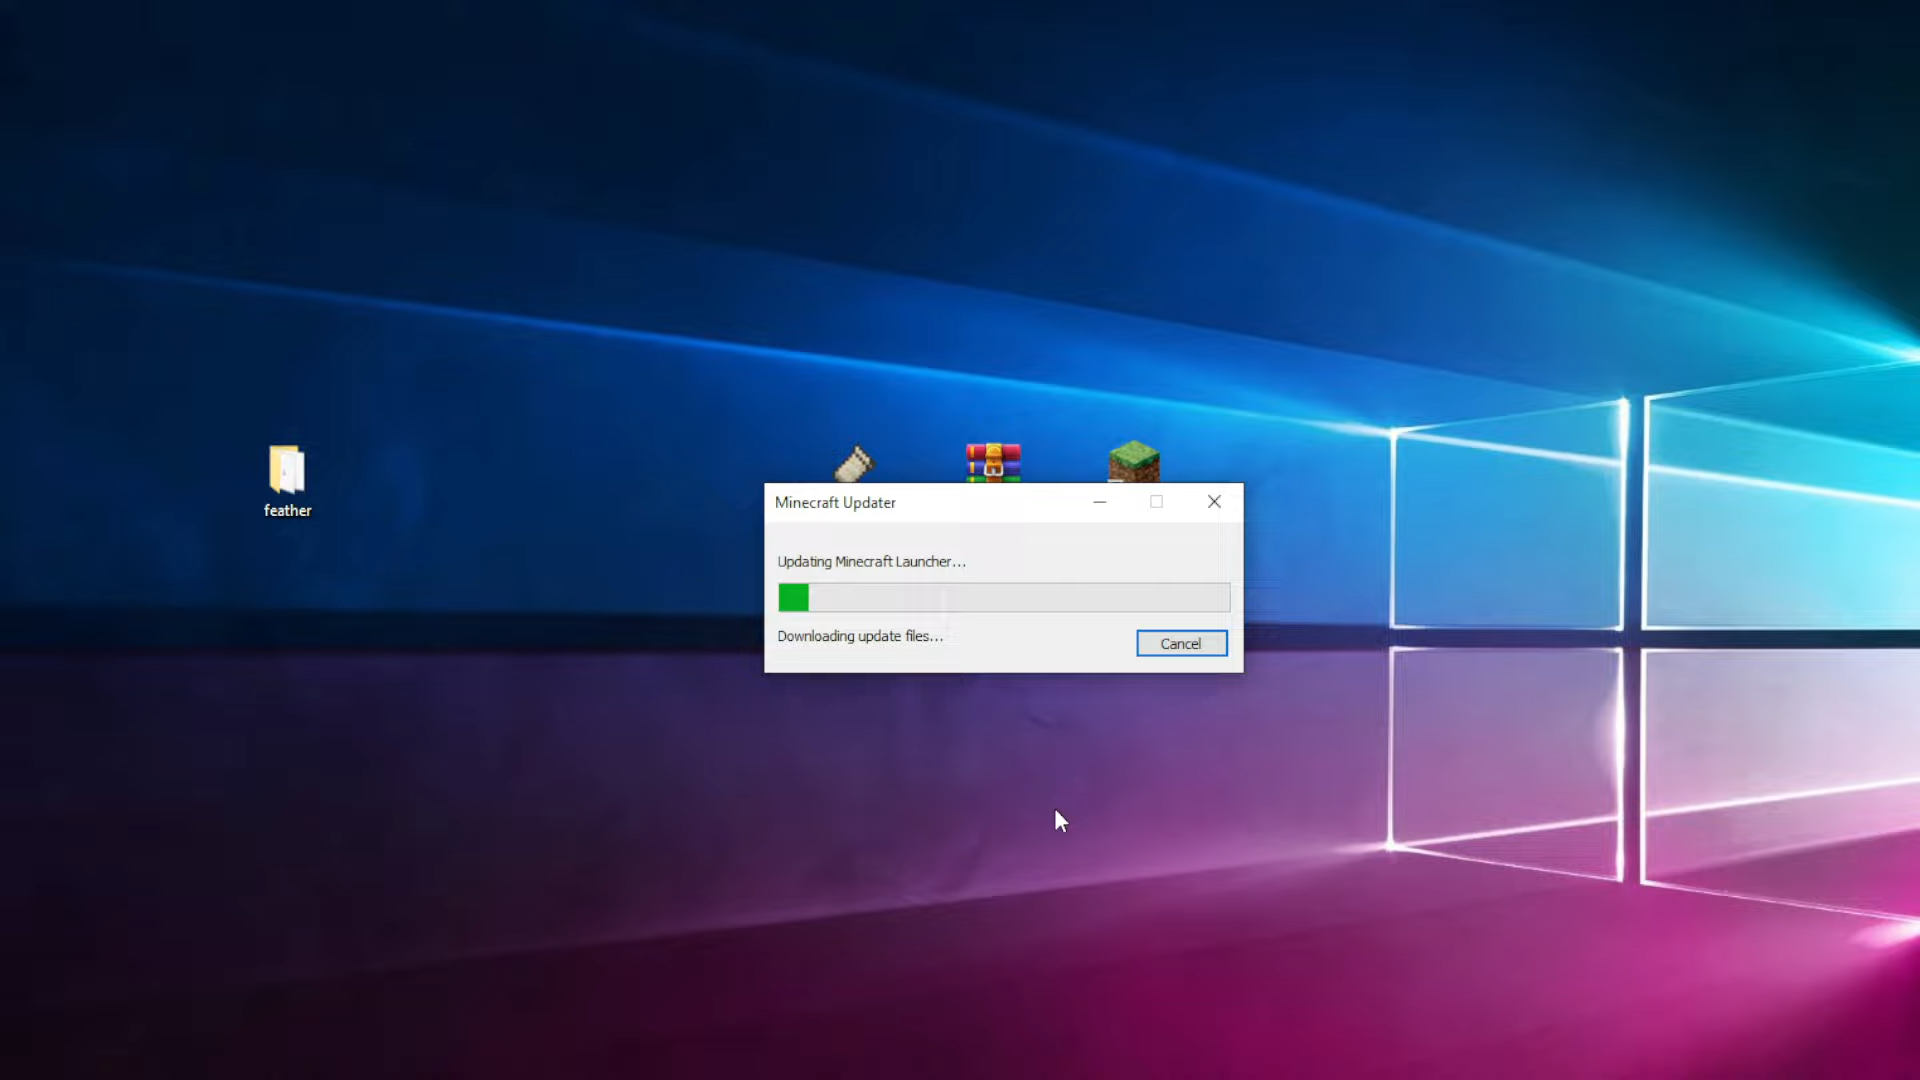 feather
Minecraft Updater
Updating Minecraft Launcher...
Downloading update files...
Cancel